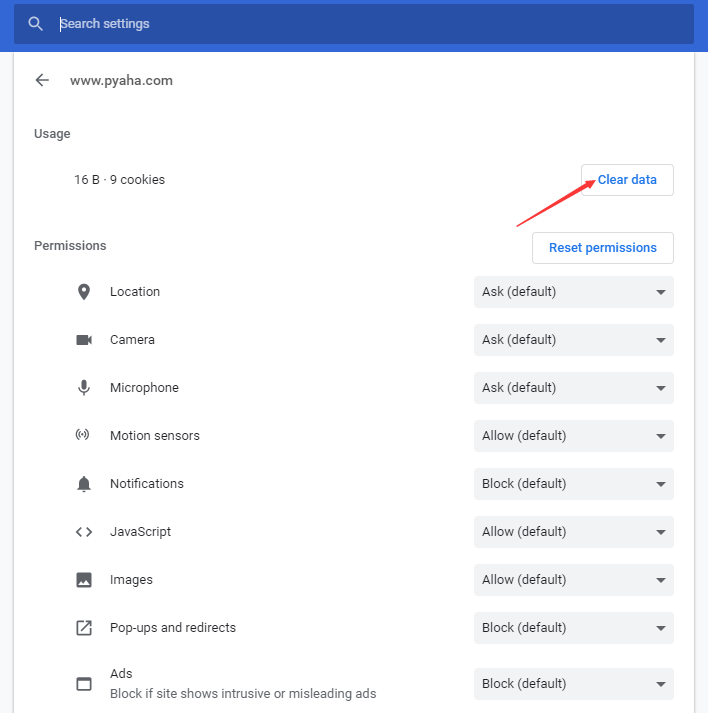 Search settings
www.pyaha.com
Usage
16 B · 9 cookies
Clear data
Permissions
Reset permissions
Location
Ask (default)
Camera
Ask (default)
Microphone
Ask (default)
Motion sensors
Allow (default)
Notifications
Block (default)
JavaScript
Allow (default)
Images
Allow (default)
Pop-ups and redirects
Block (default)
Ads
Block if site shows intrusive or misleading ads
Block (default)